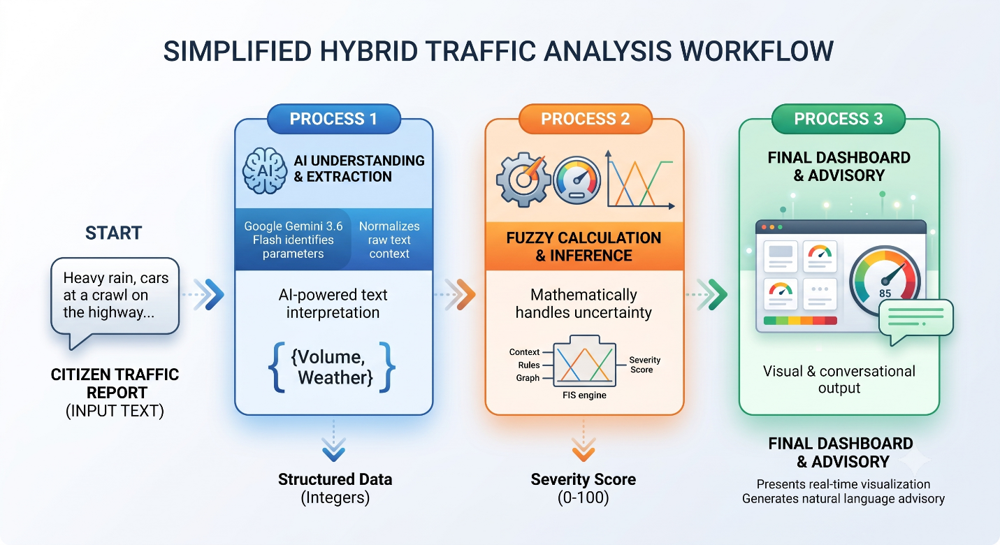 SIMPLIFIED HYBRID TRAFFIC ANALYSIS WORKFLOW
START
Heavy rain, cars
at a crawl on
the highway...
CITIZEN TRAFFIC
REPORT
(INPUT TEXT)
PROCESS 1
AI
AI UNDERSTANDING
& EXTRACTION
Google Gemini 3.6
Flash identifies
parameters
Normalizes
raw text
context
AI-powered text
interpretation
{ {Volume,
Weather} }
Structured Data
(Integers)
PROCESS 2
FUZZY CALCULATION
& INFERENCE
Mathematically
handles uncertainty
Context
Rules
Graph
Severity
Score
FIS engine
Severity Score
(0-100)
PROCESS 3
FINAL DASHBOARD
& ADVISORY
85
Visual & conversational
output
FINAL DASHBOARD
& ADVISORY
Presents real-time visualization
Generates natural language advisory